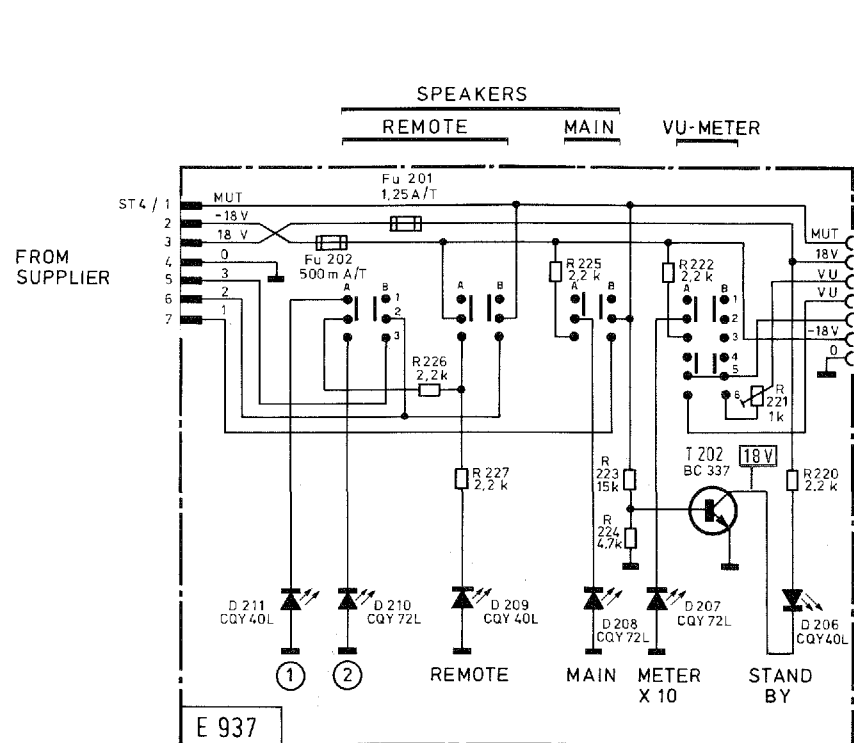 SPEAKERS
REMOTE MAIN VU-METER
Fu 201
1,25 A/T
ST4 / 1 MUT
2 -18V
3 18 V
4 0
5 3
6 2
7 1
FROM
SUPPLIER
Fu 202
500 m A/T
MUT
18V
VU
VU
-18V
0
R 225
2,2 k
R 222
2,2 k
A B A B A B A B
1
2
3
1
2
3
4
5
6
R 226
2,2k
R
221
1k
R 227
2,2 k
R
223
15k
R
224
4,7k
T 202
BC 337
18 V
R220
2,2 k
D 211
CQY 40L
D 210
CQY 72L
D 209
CQY 40L
D 208
CQY 72L
D 207
CQY 72L
D 206
CQY40L
1 2 REMOTE MAIN METER
X 10
STAND
BY
E 937